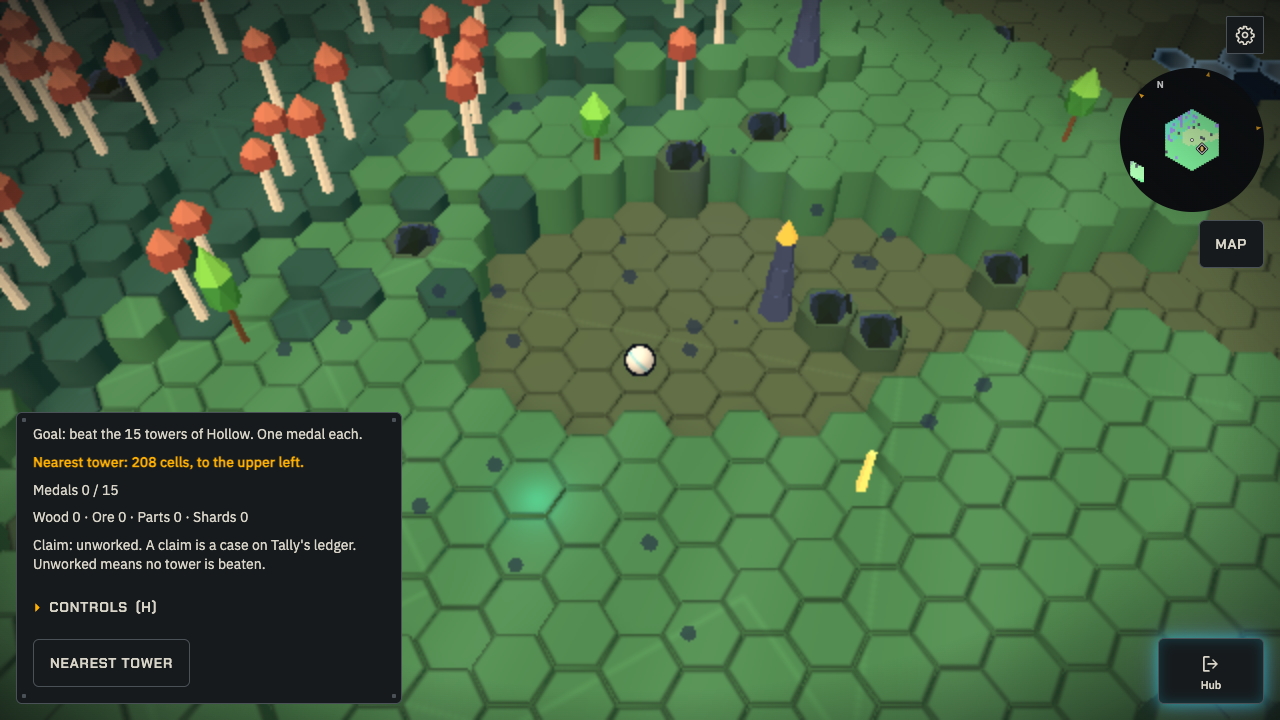 N
MAP
Goal: beat the 15 towers of Hollow. One medal each.
Nearest tower: 208 cells, to the upper left.
Medals 0 / 15
Wood 0 · Ore 0 · Parts 0 · Shards 0
Claim: unworked. A claim is a case on Tally's ledger.
Unworked means no tower is beaten.
CONTROLS (H)
NEAREST TOWER
Hub